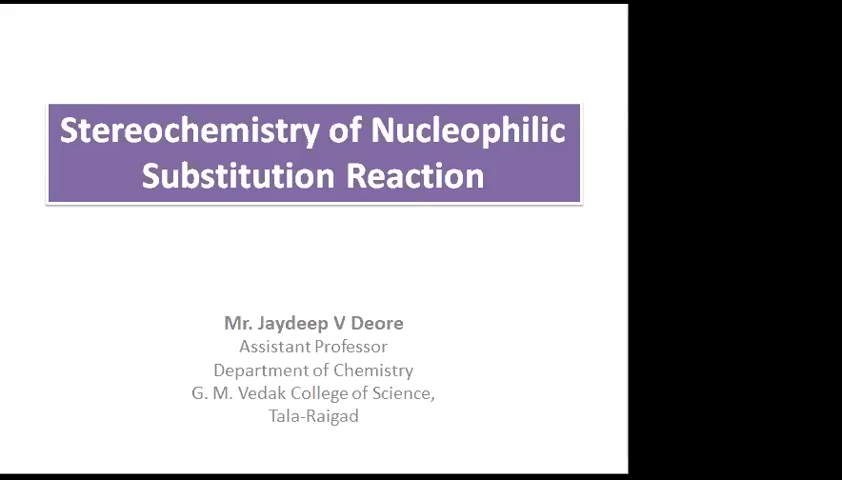 Stereochemistry of Nucleophilic
Substitution Reaction
Mr. Jaydeep V Deore
Assistant Professor
Department of Chemistry
G. M. Vedak College of Science,
Tala-Raigad